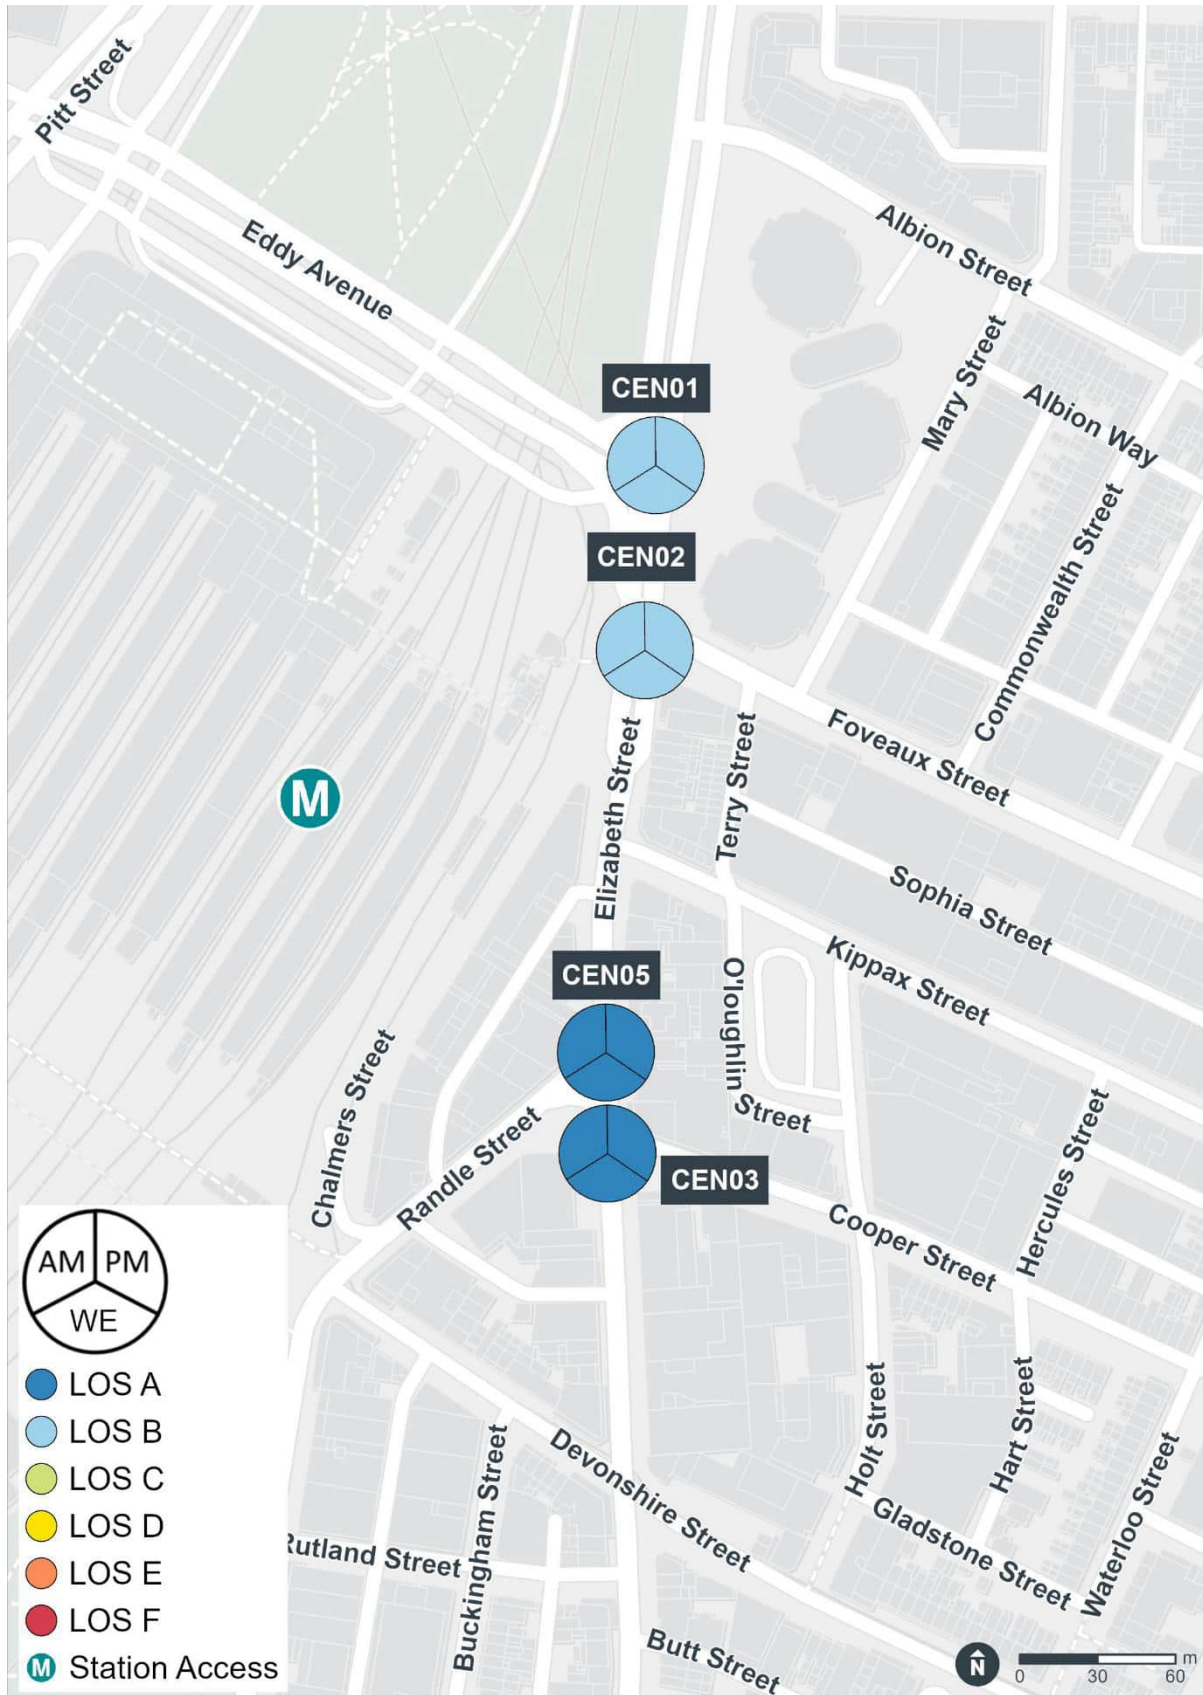 Pitt Street
Eddy Avenue
Albion Street
Mary Street
Albion Way
CEN01
CEN02
Commonwealth Street
Foveaux Street
Terry Street
Elizabeth Street
M
Sophia Street
Kippax Street
CEN05
O'loughlin
Street
Chalmers Street
Randle Street
CEN03
Hercules Street
Cooper Street
Holt Street
Hart Street
Devonshire Street
Gladstone Street
Waterloo Street
Buckingham Street
Rutland Street
Butt Street
AM PM
WE
LOS A
LOS B
LOS C
LOS D
LOS E
LOS F
M Station Access
N
m
0 30 60